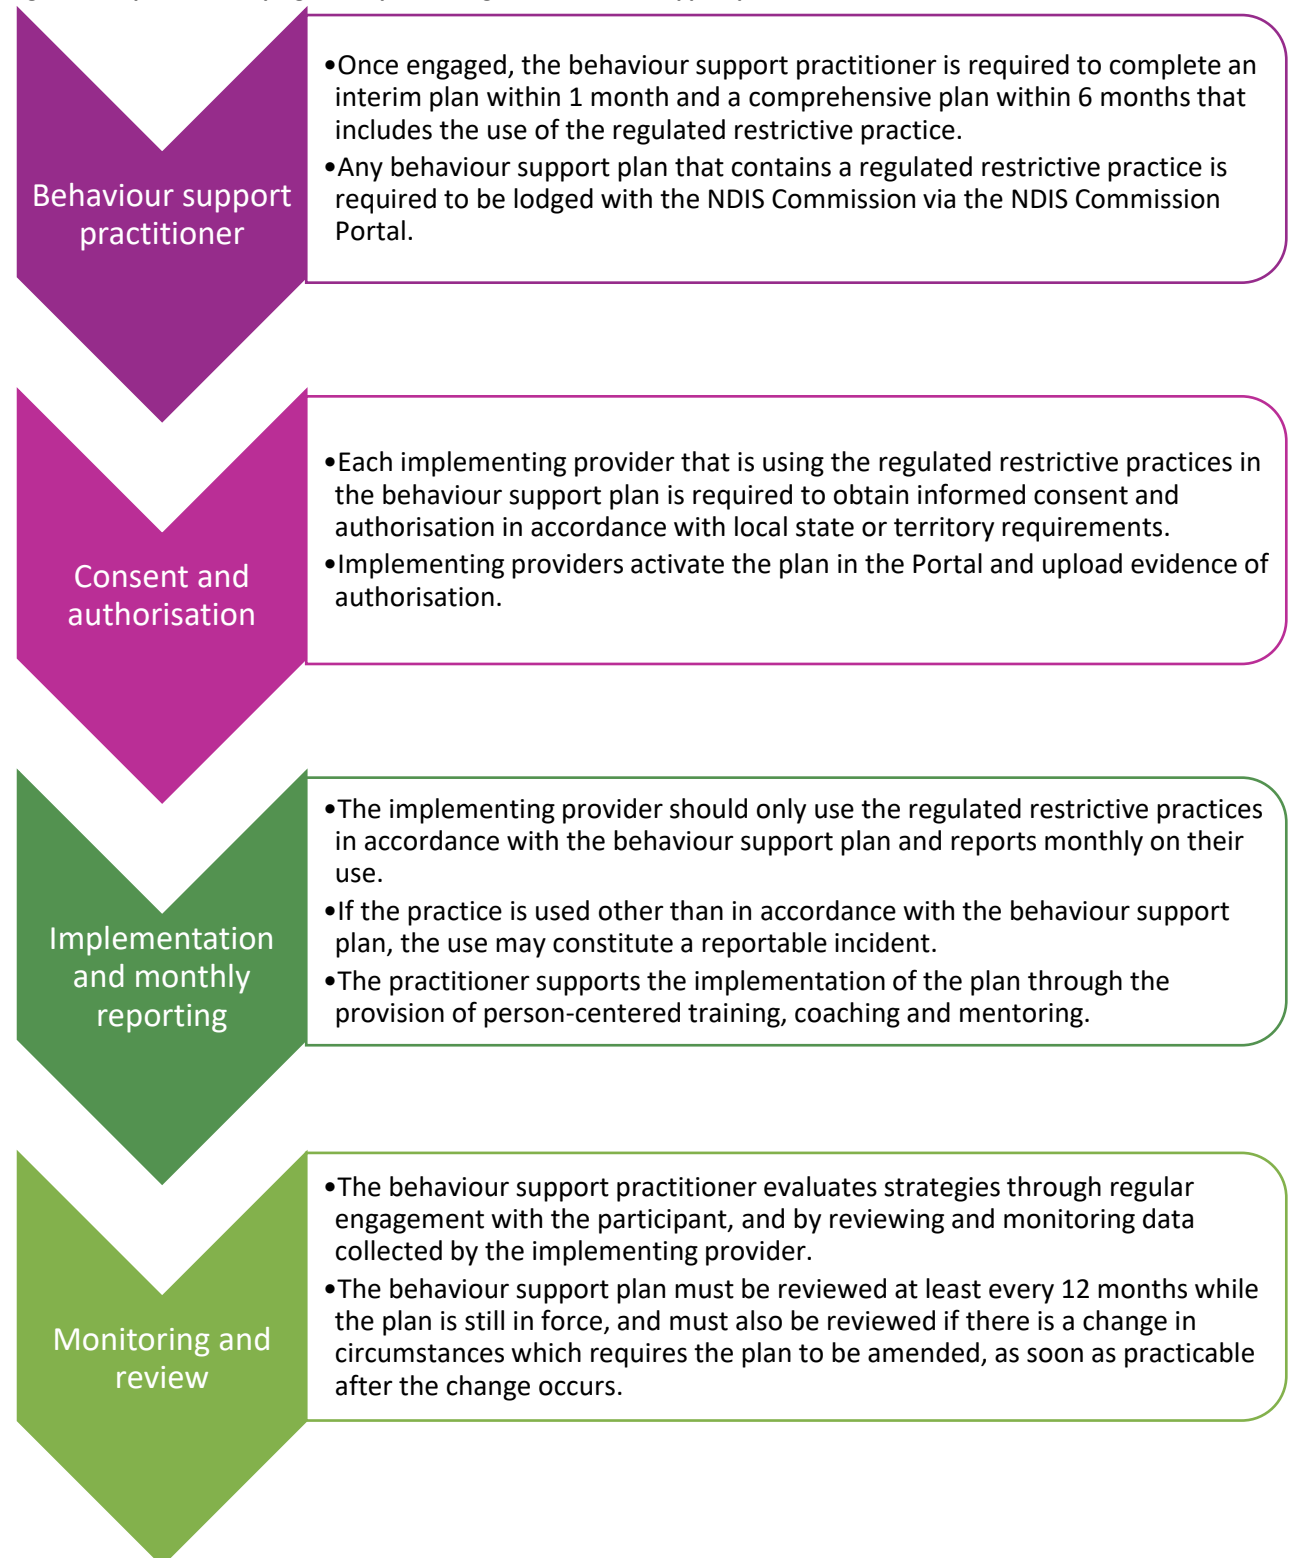 Behaviour support
practitioner
•Once engaged, the behaviour support practitioner is required to complete an
interim plan within 1 month and a comprehensive plan within 6 months that
includes the use of the regulated restrictive practice.
•Any behaviour support plan that contains a regulated restrictive practice is
required to be lodged with the NDIS Commission via the NDIS Commission
Portal.
Consent and
authorisation
•Each implementing provider that is using the regulated restrictive practices in
the behaviour support plan is required to obtain informed consent and
authorisation in accordance with local state or territory requirements.
•Implementing providers activate the plan in the Portal and upload evidence of
authorisation.
Implementation
and monthly
reporting
•The implementing provider should only use the regulated restrictive practices
in accordance with the behaviour support plan and reports monthly on their
use.
•If the practice is used other than in accordance with the behaviour support
plan, the use may constitute a reportable incident.
•The practitioner supports the implementation of the plan through the
provision of person-centered training, coaching and mentoring.
Monitoring and
review
•The behaviour support practitioner evaluates strategies through regular
engagement with the participant, and by reviewing and monitoring data
collected by the implementing provider.
•The behaviour support plan must be reviewed at least every 12 months while
the plan is still in force, and must also be reviewed if there is a change in
circumstances which requires the plan to be amended, as soon as practicable
after the change occurs.